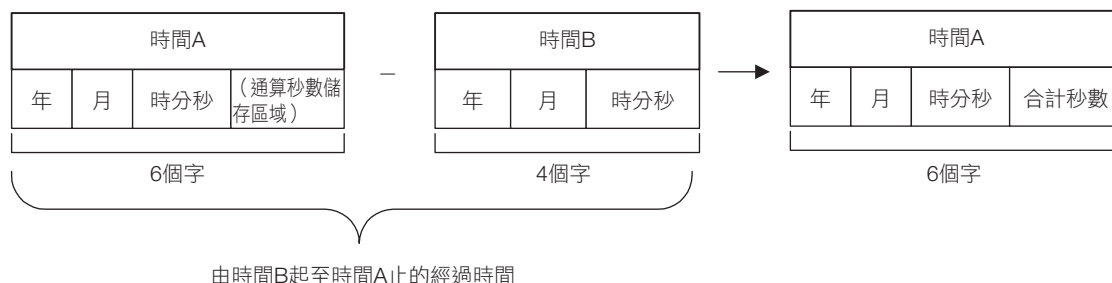 時間A
年 月 時分秒 （通算秒數儲
存區域）
6個字
－
時間B
年 月 時分秒
4個字
時間A
年 月 時分秒 合計秒數
6個字
由時間B起至時間A止的經過時間